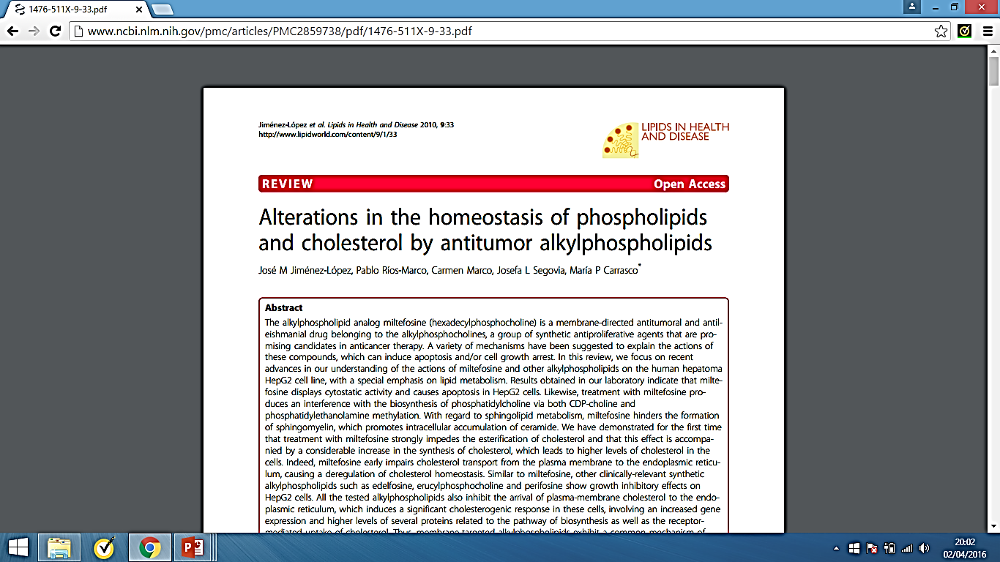 1476-511X-9-33.pdf
www.ncbi.nlm.nih.gov/pmc/articles/PMC2859738/pdf/1476-511X-9-33.pdf
Jiménez-López et al. Lipids in Health and Disease 2010, 9:33
http://www.lipidworld.com/content/9/1/33
LIPIDS IN HEALTH
AND DISEASE
REVIEW Open Access
Alterations in the homeostasis of phospholipids
and cholesterol by antitumor alkylphospholipids
José M Jiménez-López, Pablo Ríos-Marco, Carmen Marco, Josefa L Segovia, María P Carrasco*
Abstract
The alkylphospholipid analog miltefosine (hexadecylphosphocholine) is a membrane-directed antitumoral and antil-
eishmanial drug belonging to the alkylphosphocholines, a group of synthetic antiproliferative agents that are pro-
mising candidates in anticancer therapy. A variety of mechanisms have been suggested to explain the actions of
these compounds, which can induce apoptosis and/or cell growth arrest. In this review, we focus on recent
advances in our understanding of the actions of miltefosine and other alkylphospholipids on the human hepatoma
HepG2 cell line, with a special emphasis on lipid metabolism. Results obtained in our laboratory indicate that milte-
fosine displays cytostatic activity and causes apoptosis in HepG2 cells. Likewise, treatment with miltefosine pro-
duces an interference with the biosynthesis of phosphatidylcholine via both CDP-choline and
phosphatidylethanolamine methylation. With regard to sphingolipid metabolism, miltefosine hinders the formation
of sphingomyelin, which promotes intracellular accumulation of ceramide. We have demonstrated for the first time
that treatment with miltefosine strongly impedes the esterification of cholesterol and that this effect is accompa-
nied by a considerable increase in the synthesis of cholesterol, which leads to higher levels of cholesterol in the
cells. Indeed, miltefosine early impairs cholesterol transport from the plasma membrane to the endoplasmic reticu-
lum, causing a deregulation of cholesterol homeostasis. Similar to miltefosine, other clinically-relevant synthetic
alkylphospholipids such as edelfosine, erucylphosphocholine and perifosine show growth inhibitory effects on
HepG2 cells. All the tested alkylphospholipids also inhibit the arrival of plasma-membrane cholesterol to the endo-
plasmic reticulum, which induces a significant cholesterogenic response in these cells, involving an increased gene
expression and higher levels of several proteins related to the pathway of biosynthesis as well as the receptor-
mediated uptake of cholesterol. Thus, membrane-targeted alkylphospholipids exhibit a common mechanism of
20:02
02/04/2016